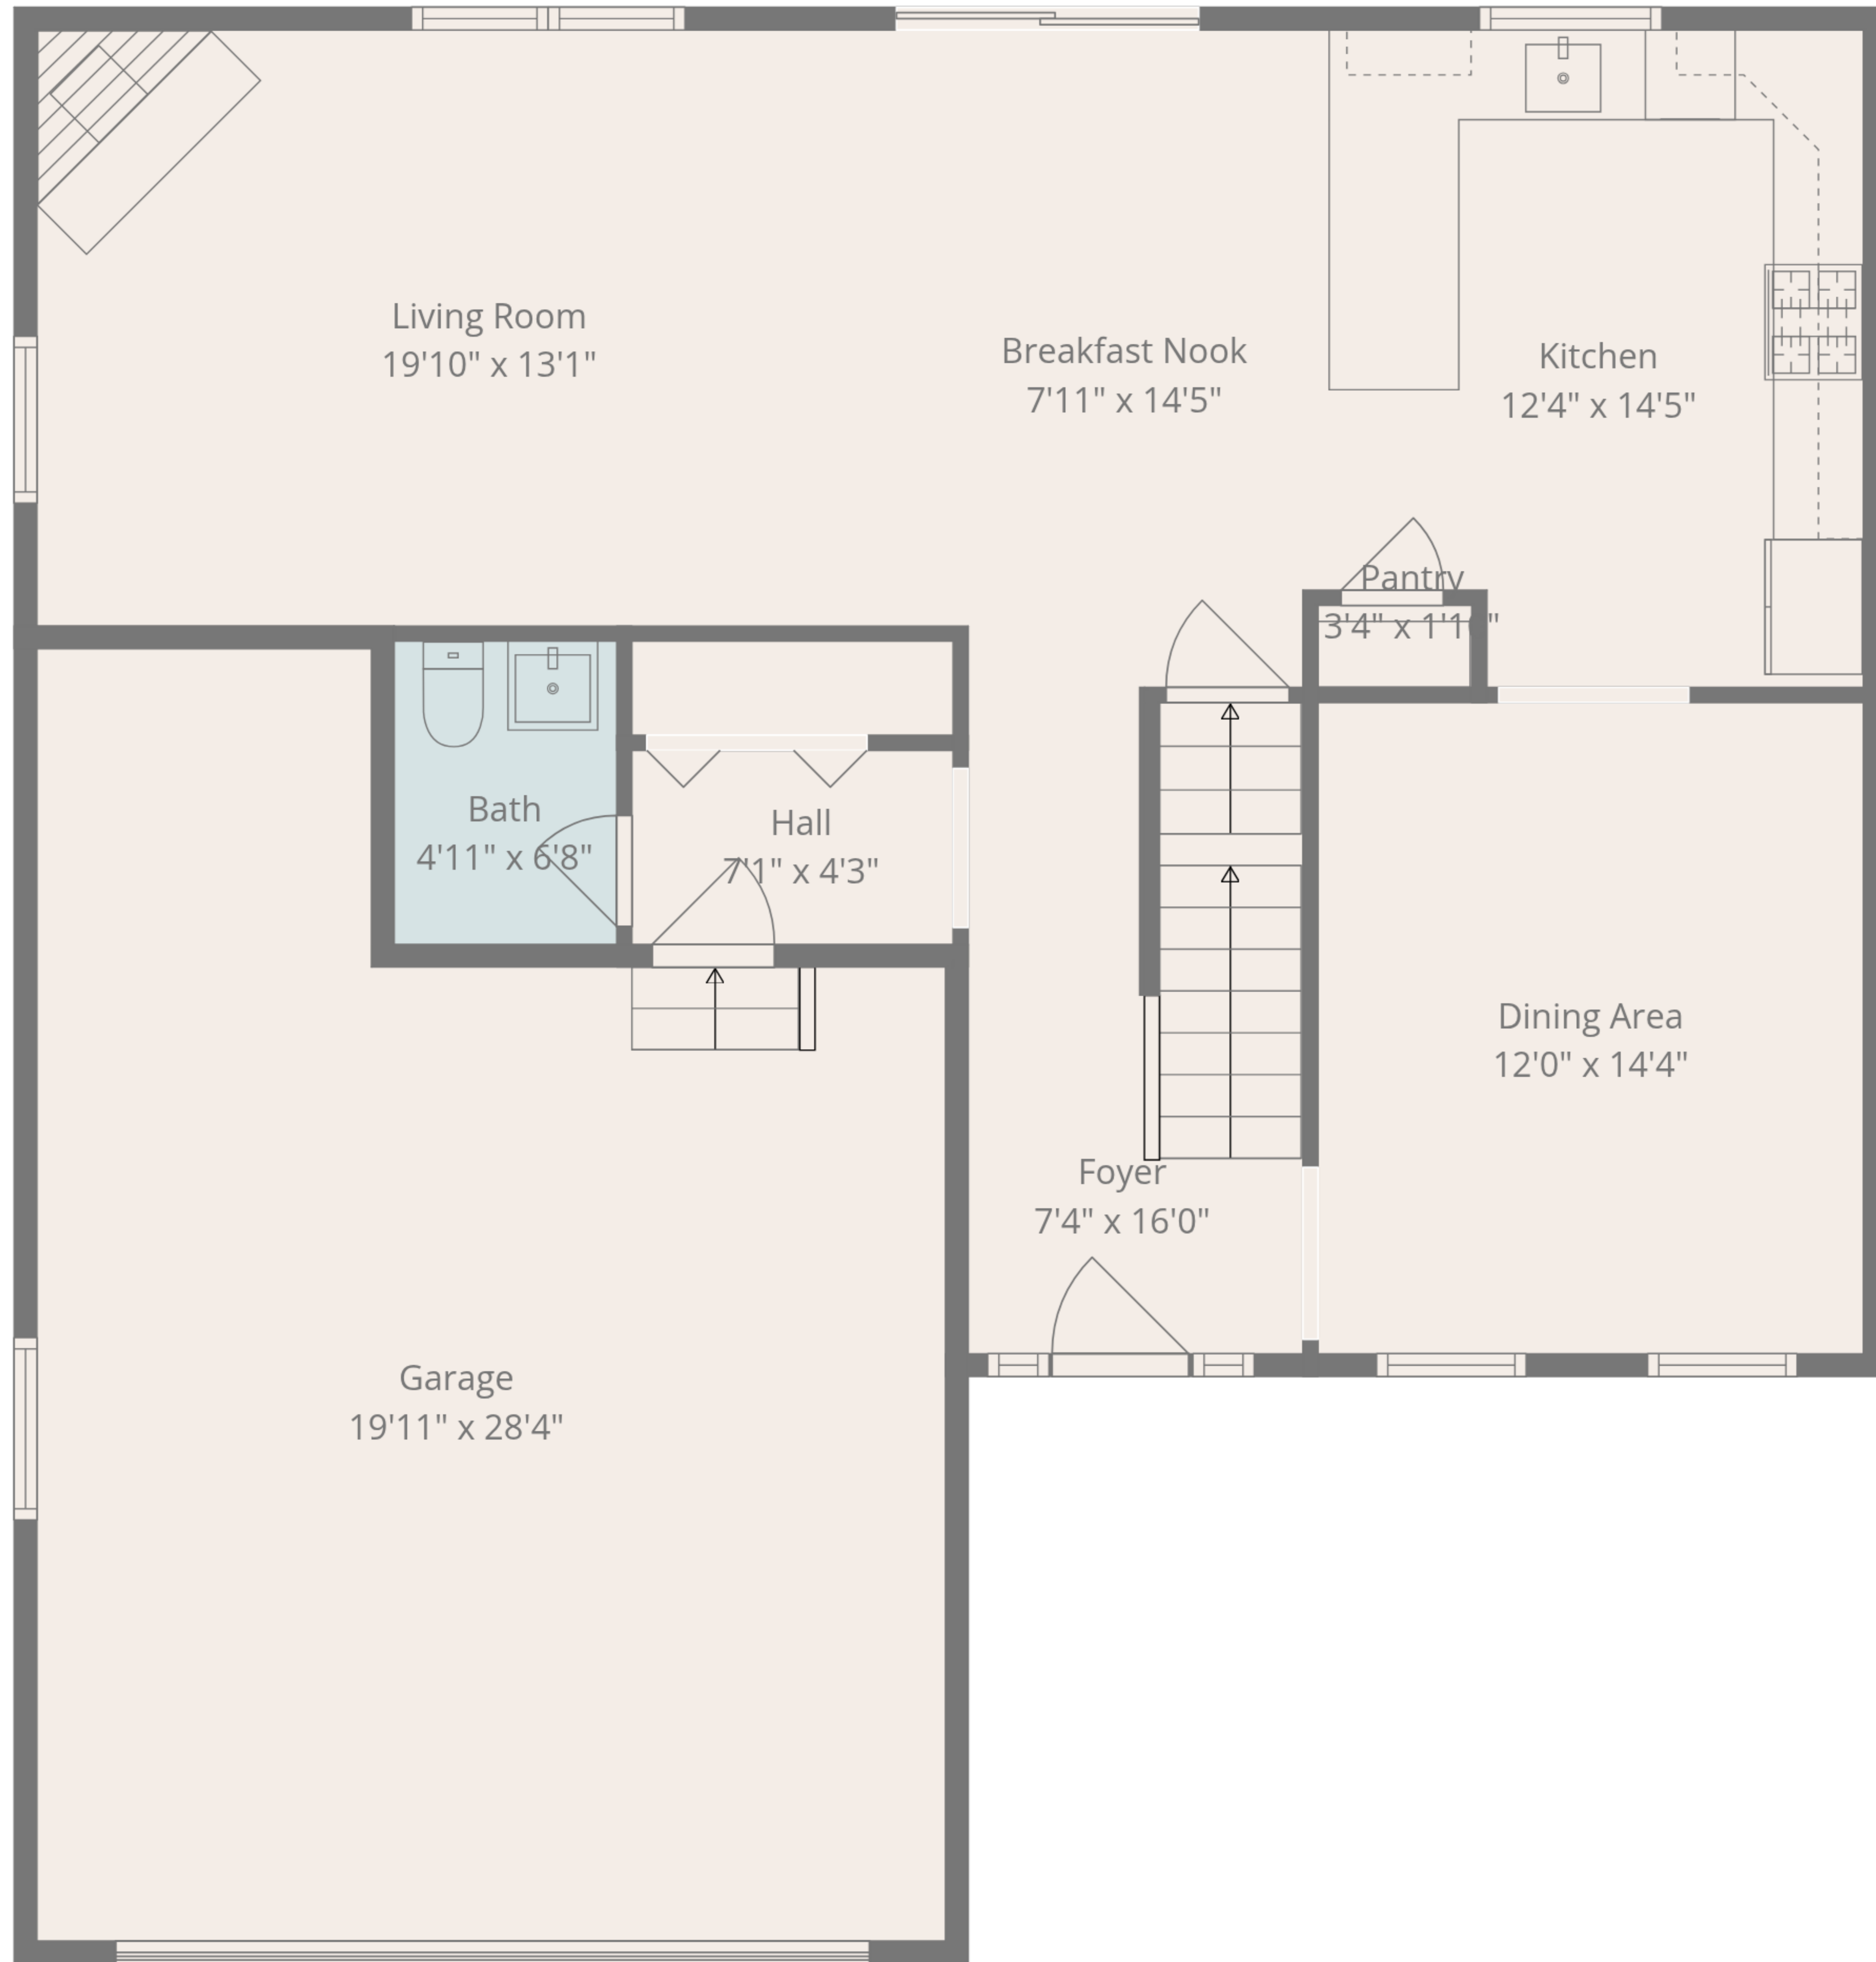 Living Room
19'10" x 13'1"
Breakfast Nook
7'11" x 14'5"
Kitchen
12'4" x 14'5"
Pantry
3'4" x
Bath
4'11" x 6'8"
Hall
7'1" x 4'3"
Dining Area
12'0" x 14'4"
Foyer
7'4" x 16'0"
Garage
19'11" x 28'4"